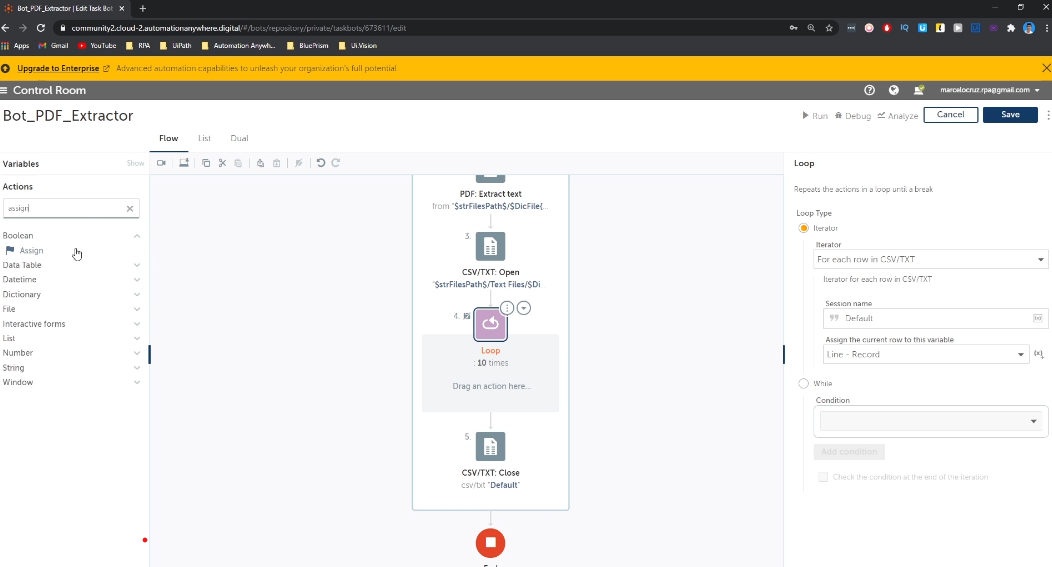 Bot_PDF_Extractor | Edit Task Bot
community2.cloud-2.automationanywhere.digital/#/bots/repository/private/taskbots/673611/edit
Apps Gmail YouTube RPA UiPath Automation Anywh... BluePrism Ui.Vision
Upgrade to Enterprise Advanced automation capabilities to unleash your organization's full potential
Control Room
marcelocruz.rpa@gmail.com
Bot_PDF_Extractor
Run Debug Analyze Cancel Save
Flow List Dual
Variables Show
Actions
assign
Boolean
Assign
Data Table
Datetime
Dictionary
File
Interactive forms
List
Number
String
Window
PDF: Extract text
from "$strFilesPath$/$DicFile{...
3.
CSV/TXT: Open
"$strFilesPath$/Text Files/$Di...
4.
Loop
: 10 times
Drag an action here...
5.
CSV/TXT: Close
csv/txt "Default"
Loop
Repeats the actions in a loop until a break
Loop Type
Iterator
Iterator
For each row in CSV/TXT
Iterator for each row in CSV/TXT
Session name
Default
Assign the current row to this variable
Line - Record
(x)+
While
Condition
Add condition
Check the condition at the end of the iteration